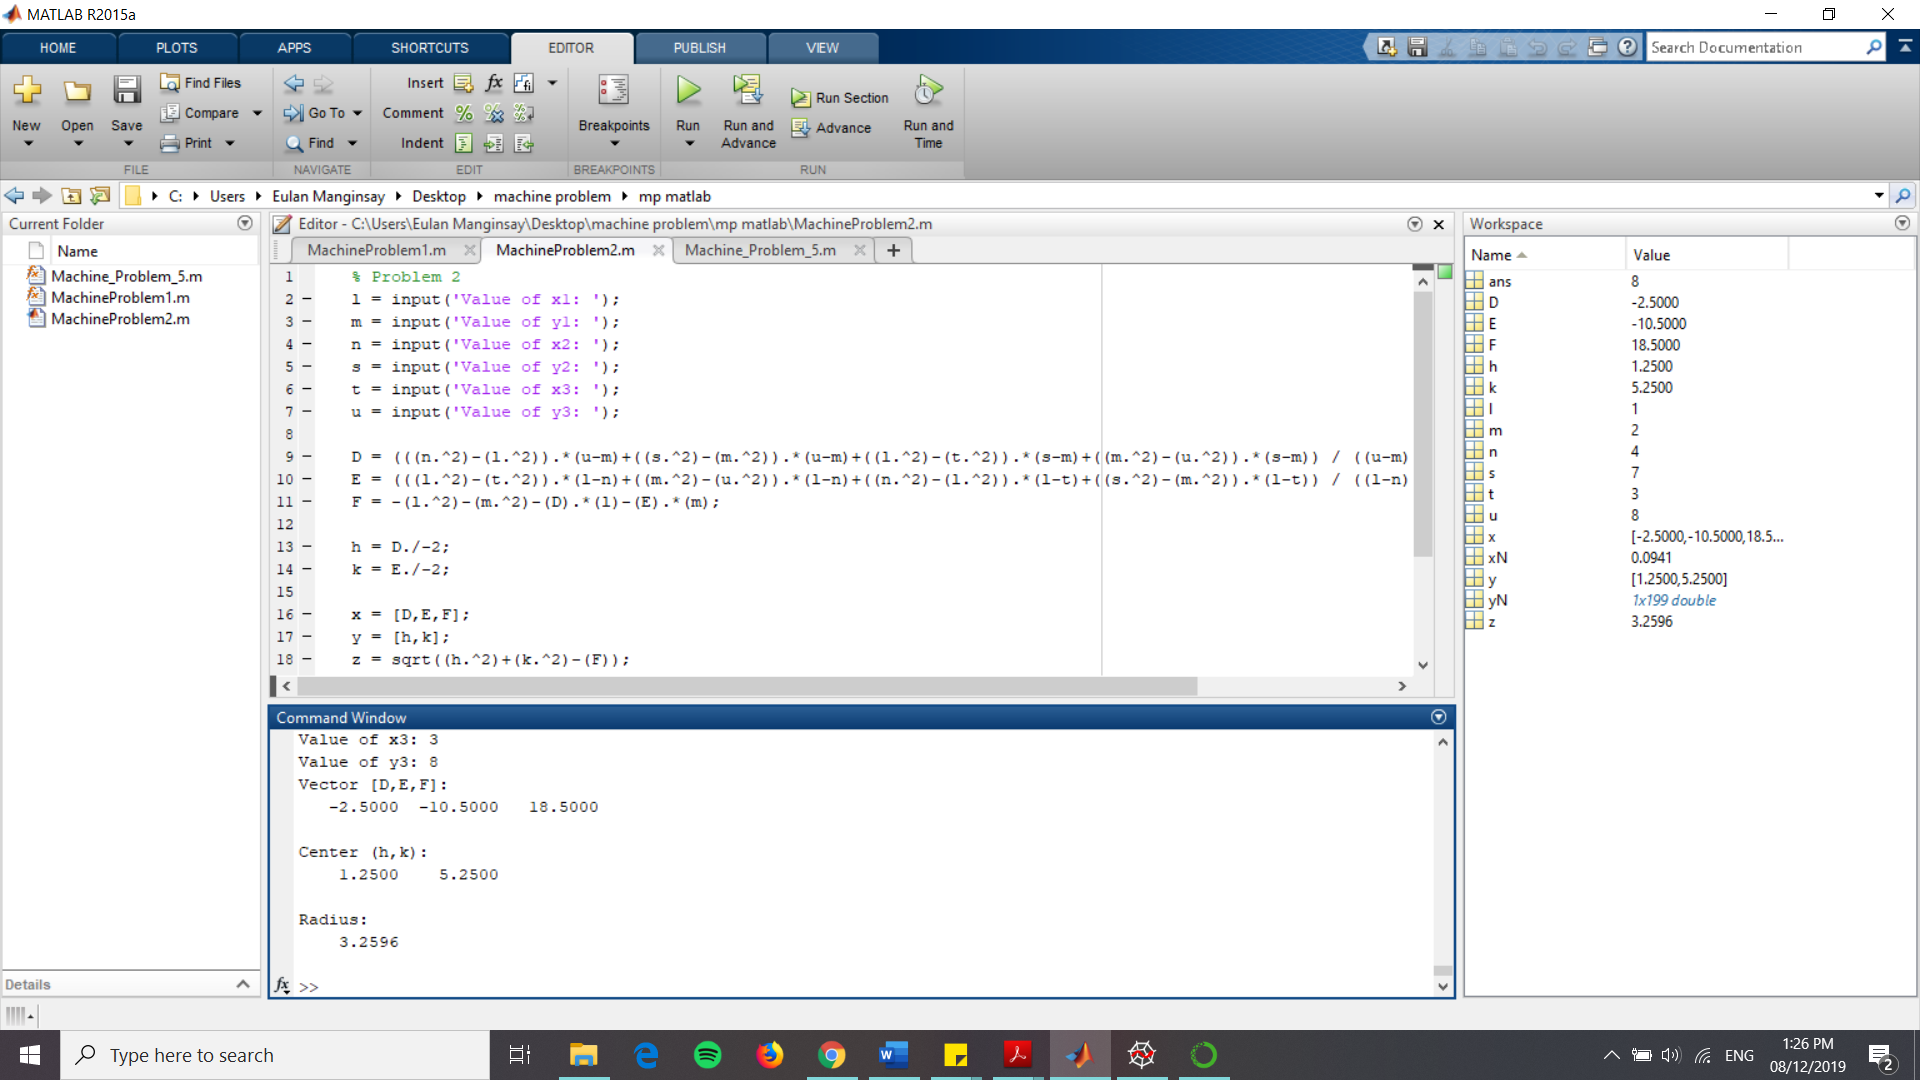 MATLAB R2015a
HOME PLOTS APPS SHORTCUTS EDITOR PUBLISH VIEW
Search Documentation
New Open Save
Find Files
Compare
Print
Go To
Find
Insert
fx
fi
Comment
Indent
Breakpoints
Run
Run and Advance
Run Section
Advance
Run and Time
FILE NAVIGATE EDIT BREAKPOINTS RUN
C: Users Eulan Manginsay Desktop machine problem mp matlab
Current Folder
Name
Machine_Problem_5.m
MachineProblem1.m
MachineProblem2.m
Details
Editor - C:\Users\Eulan Manginsay\Desktop\machine problem\mp matlab\MachineProblem2.m
MachineProblem1.m MachineProblem2.m Machine_Problem_5.m +
1 % Problem 2
2 – l = input('Value of x1: ');
3 – m = input('Value of y1: ');
4 – n = input('Value of x2: ');
5 – s = input('Value of y2: ');
6 – t = input('Value of x3: ');
7 – u = input('Value of y3: ');
8
9 – D = (((n.^2)-(l.^2)).*(u-m)+((s.^2)-(m.^2)).*(u-m)+((l.^2)-(t.^2)).*(s-m)+((m.^2)-(u.^2)).*(s-m)) / ((u-m)
10 – E = (((l.^2)-(t.^2)).*(l-n)+((m.^2)-(u.^2)).*(l-n)+((n.^2)-(l.^2)).*(l-t)+((s.^2)-(m.^2)).*(l-t)) / ((l-n)
11 – F = -(l.^2)-(m.^2)-(D).*(l)-(E).*(m);
12
13 – h = D./-2;
14 – k = E./-2;
15
16 – x = [D,E,F];
17 – y = [h,k];
18 – z = sqrt((h.^2)+(k.^2)-(F));
Command Window
Value of x3: 3
Value of y3: 8
Vector [D,E,F]:
-2.5000 -10.5000 18.5000
Center (h,k):
1.2500 5.2500
Radius:
3.2596
fx >>
Workspace
Name Value
ans 8
D -2.5000
E -10.5000
F 18.5000
h 1.2500
k 5.2500
l 1
m 2
n 4
s 7
t 3
u 8
x [-2.5000,-10.5000,18.5...
xN 0.0941
y [1.2500,5.2500]
yN 1x199 double
z 3.2596
Type here to search
ENG
1:26 PM
08/12/2019
2